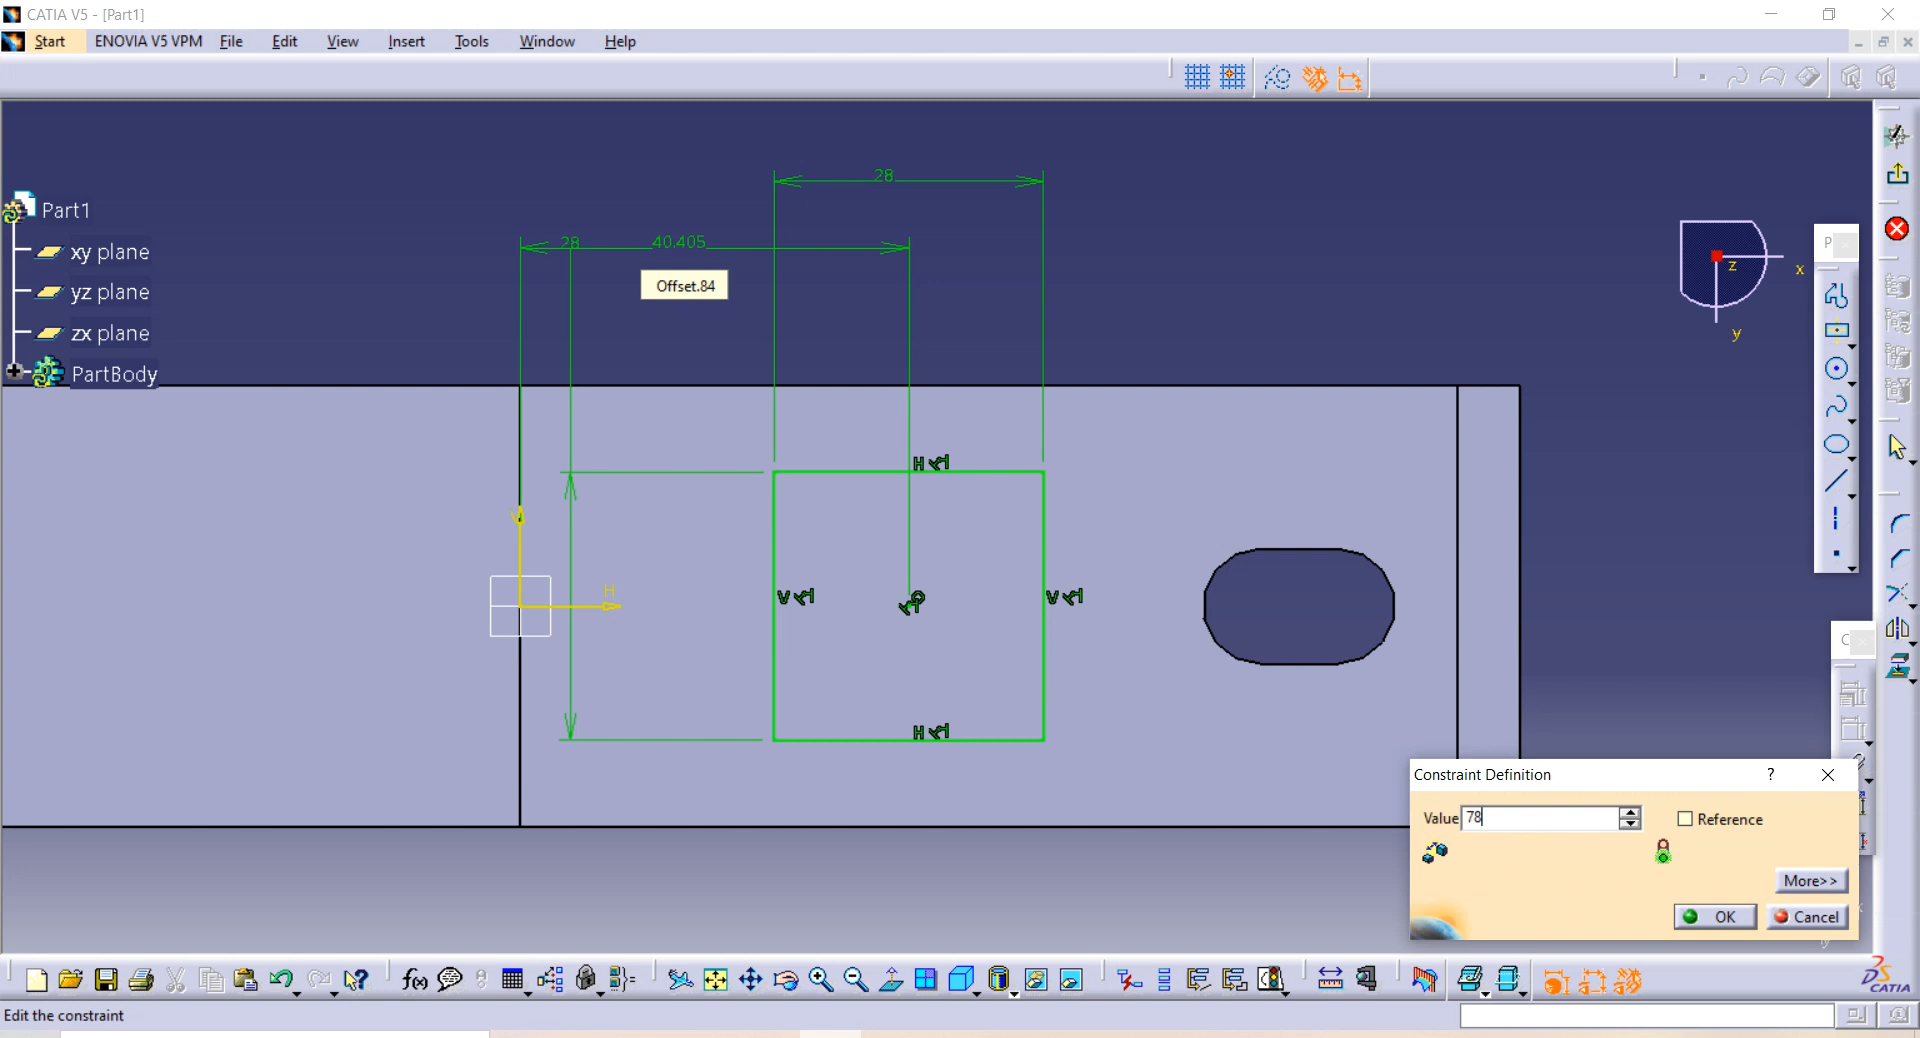 CATIA V5 - [Part1]
Start ENOVIA V5 VPM File Edit View Insert Tools Window Help
28
28 40.405
Offset.84
Part1
xy plane
yz plane
zx plane
PartBody
z
x
y
P
H
V
H
V
V
H
C
Constraint Definition ?
Value 78 Reference
More>>
OK Cancel
f(x)
CATIA
Edit the constraint